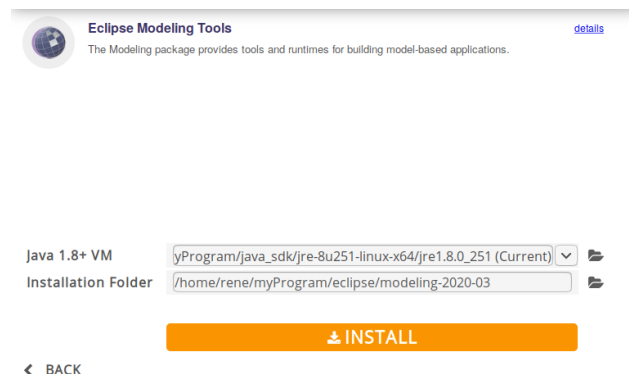 Eclipse Modeling Tools
details
The Modeling package provides tools and runtimes for building model-based applications.
Java 1.8+ VM
yProgram/java_sdk/jre-8u251-linux-x64/jre1.8.0_251 (Current)
Installation Folder
/home/rene/myProgram/eclipse/modeling-2020-03
INSTALL
BACK